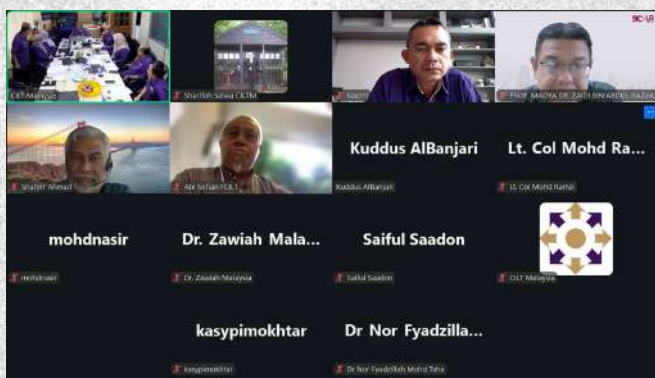 CILT Malaysia
Sharifah Salwa CILTM
Nasir
PROF. MADYA DR. ZAIDI BIN ABDUL RAZAK
Shahrir Ahmad
Abi Sofian FCILT
Kuddus AlBanjari
Kuddus AlBanjari
Lt. Col Mohd Ra...
Lt. Col Mohd Ramzi
mohdnasir
mohdnasir
Dr. Zawiah Mala...
Dr. Zawiah Malaysia
Saiful Saadon
Saiful Saadon
CILT Malaysia
kasypimokhtar
kasypimokhtar
Dr Nor Fyadzilla...
Dr Nor Fyadzillah Mohd Taha